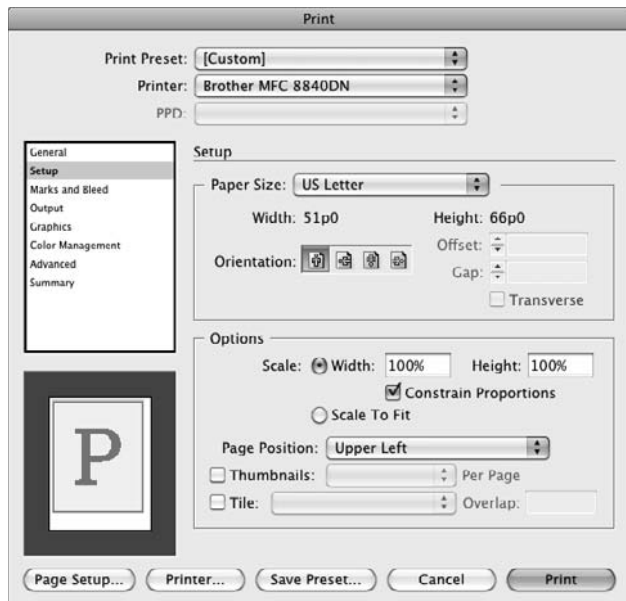 Print
Print Preset: [Custom]
Printer: Brother MFC 8840DN
PPD:
General
Setup
Marks and Bleed
Output
Graphics
Color Management
Advanced
Summary
Setup
Paper Size: US Letter
Width: 51p0 Height: 66p0
Orientation:
Offset:
Gap:
Transverse
Options
Scale: Width: 100% Height: 100%
Constrain Proportions
Scale To Fit
Page Position: Upper Left
Thumbnails: Per Page
Tile: Overlap:
P
Page Setup... Printer... Save Preset... Cancel Print